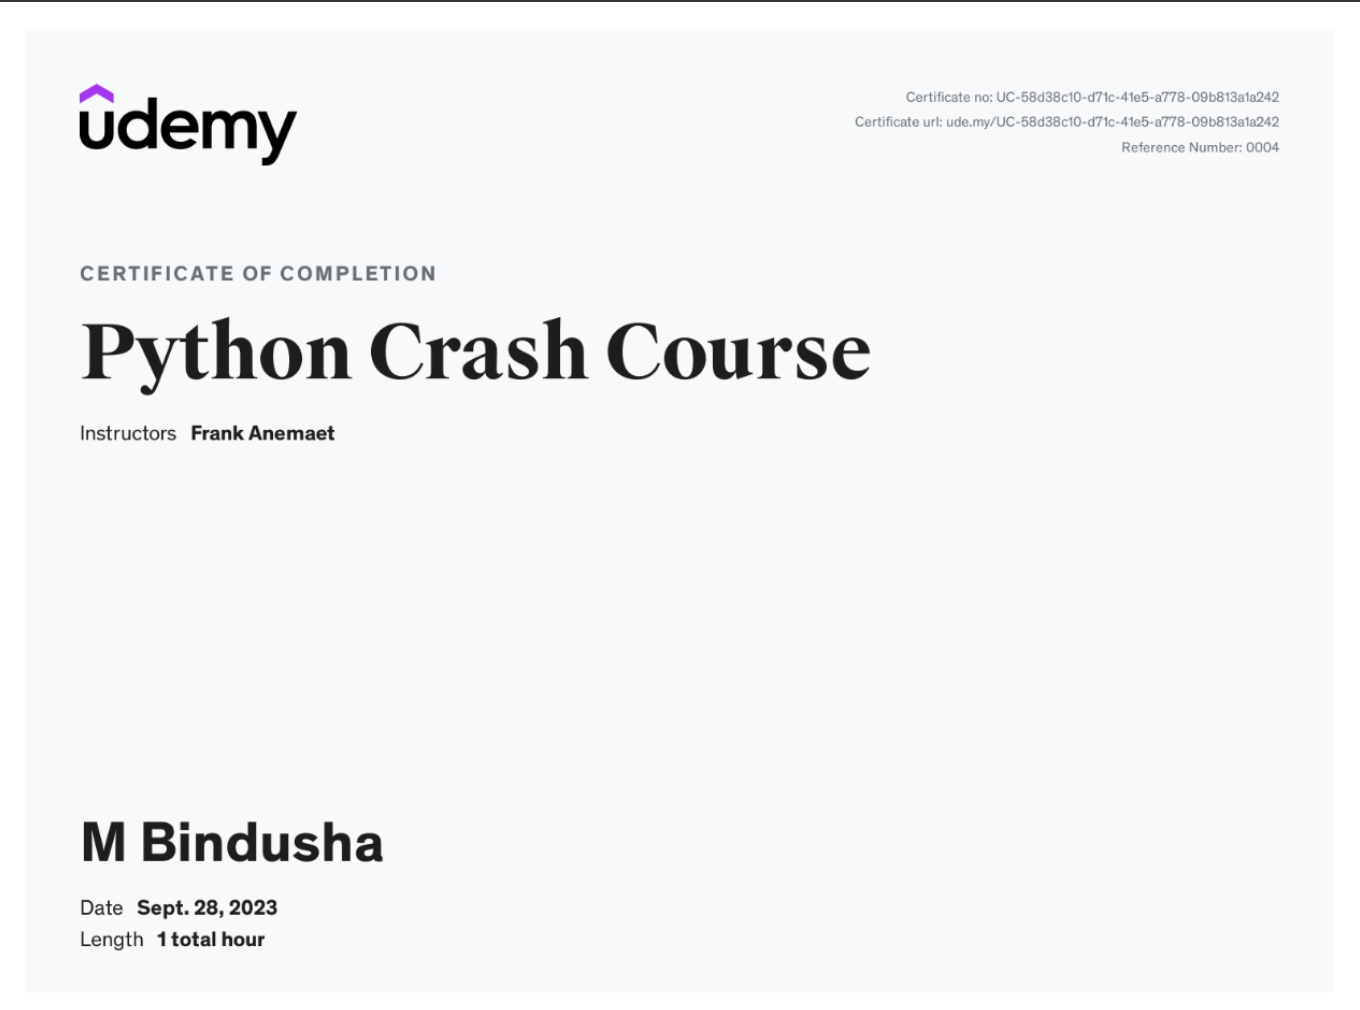 udemy
Certificate no: UC-58d38c10-d71c-41e5-a778-09b813a1a242
Certificate url: ude.my/UC-58d38c10-d71c-41e5-a778-09b813a1a242
Reference Number: 0004
CERTIFICATE OF COMPLETION
Python Crash Course
Instructors Frank Anemaet
M Bindusha
Date Sept. 28, 2023
Length 1 total hour